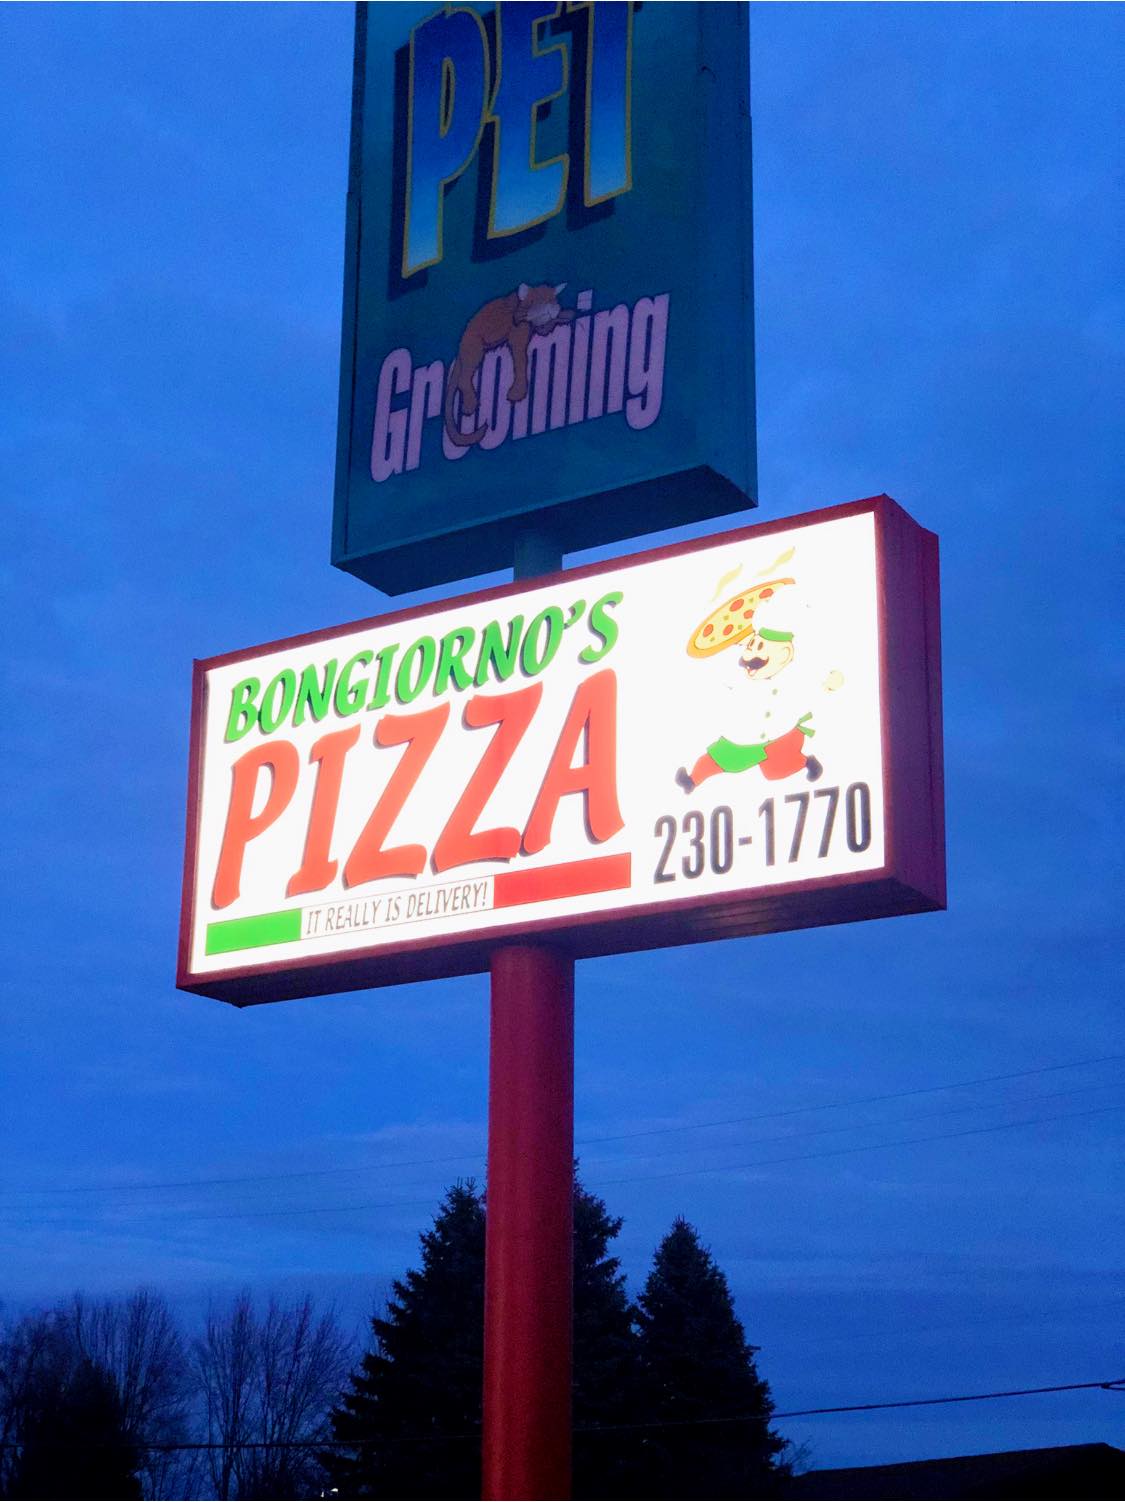 PET
Grooming
BONGIORNO'S
PIZZA
IT REALLY IS DELIVERY!
230-1770